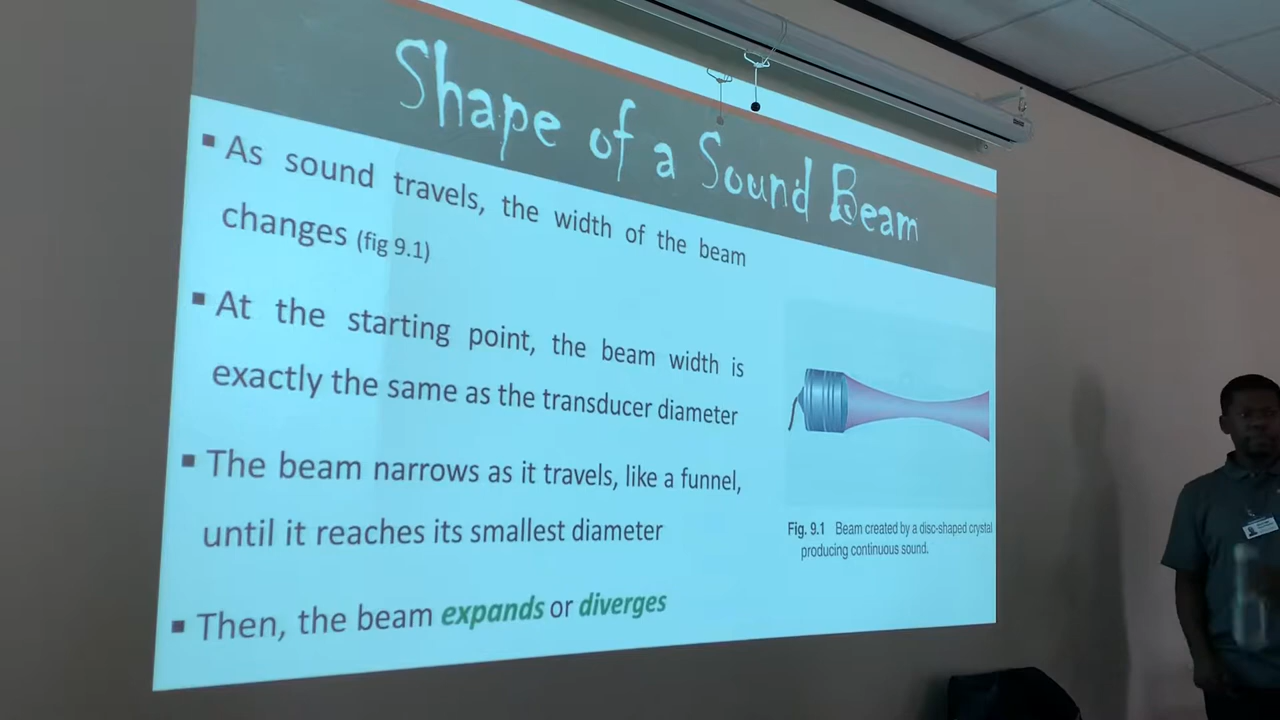 Shape of a Sound Beam
▪ As sound travels, the width of the beam
changes (fig 9.1)
▪ At the starting point, the beam width is
exactly the same as the transducer diameter
▪ The beam narrows as it travels, like a funnel,
until it reaches its smallest diameter
▪ Then, the beam expands or diverges
Fig. 9.1 Beam created by a disc-shaped crystal
producing continuous sound.